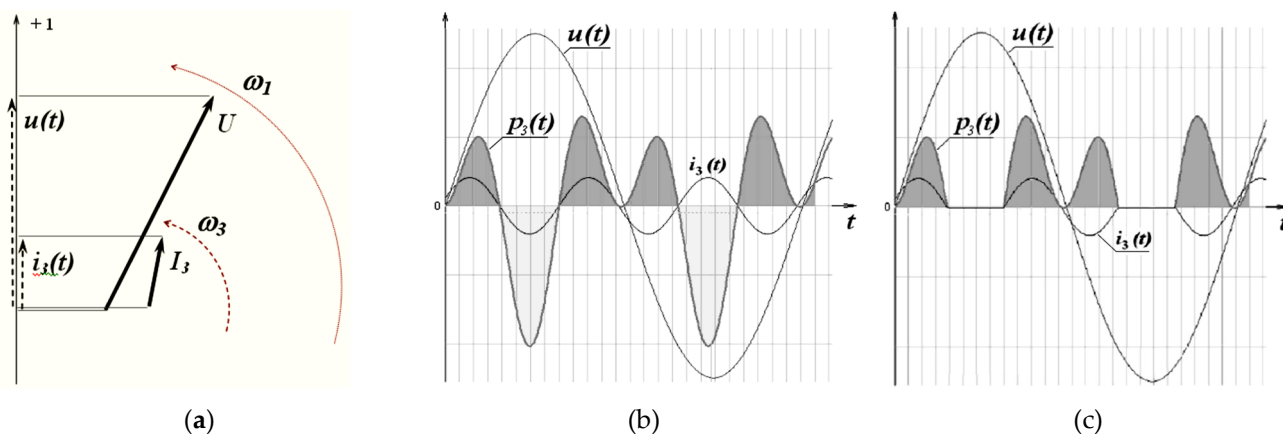 +1
ω1
u(t)
U
ω3
i3(t)
I3
(a)
u(t)
p3(t)
i3(t)
0
t
(b)
u(t)
p3(t)
0
i3(t)
t
(c)